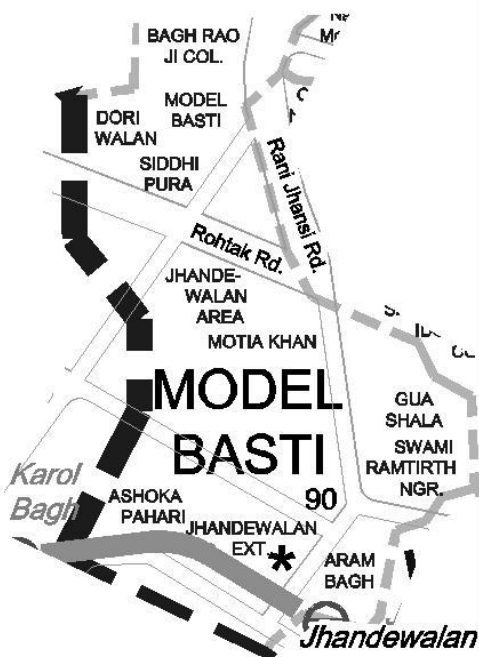 BAGH RAO
JI COL.
MODEL
BASTI
DORI
WALAN
SIDDHI
PURA
Rani Jhansi Rd.
Rohtak Rd.
JHANDE-
WALAN
AREA
MOTIA KHAN
MODEL
BASTI
90
GUA
SHALA
SWAMI
RAMTIRTH
NGR.
Karol
Bagh
ASHOKA
PAHARI
JHANDEWALAN
EXT.
*
ARAM
BAGH
Jhandewalan